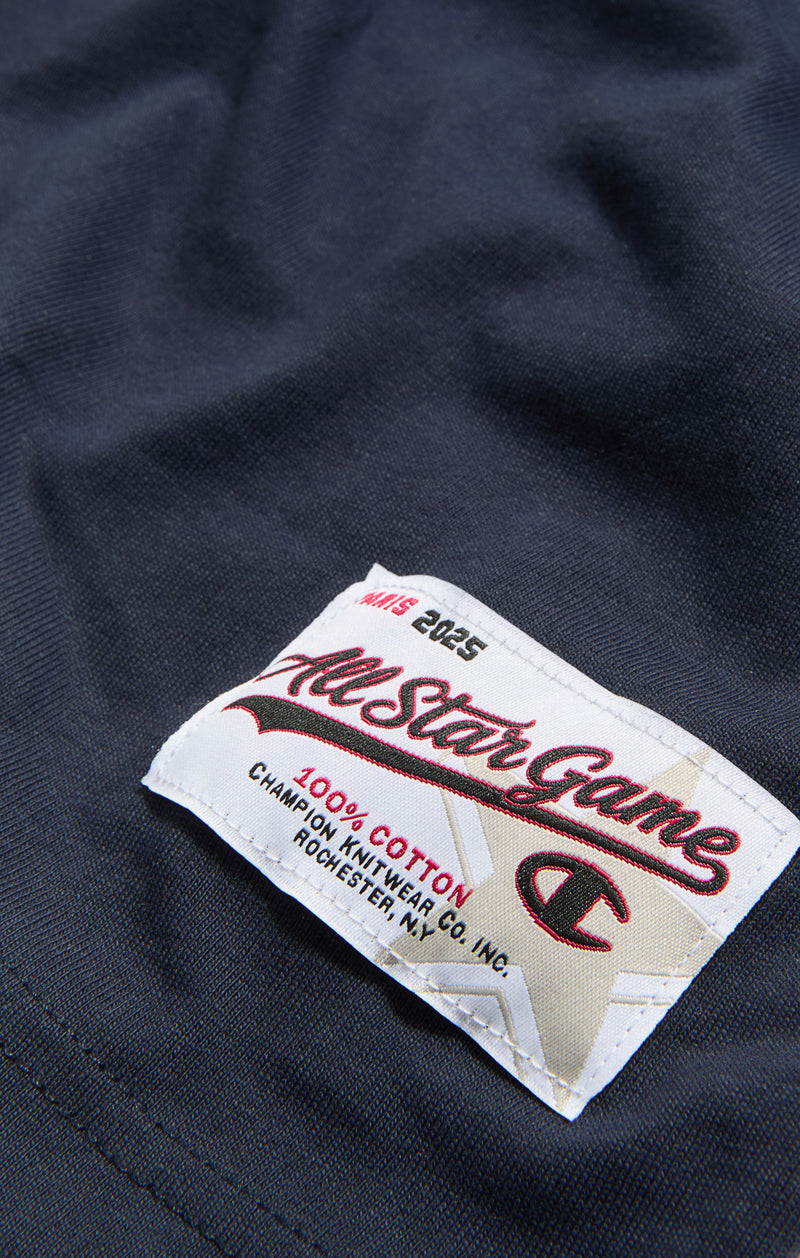 PARIS 2025
All Star Game
100% COTTON
CHAMPION KNITWEAR CO. INC.
ROCHESTER, N.Y